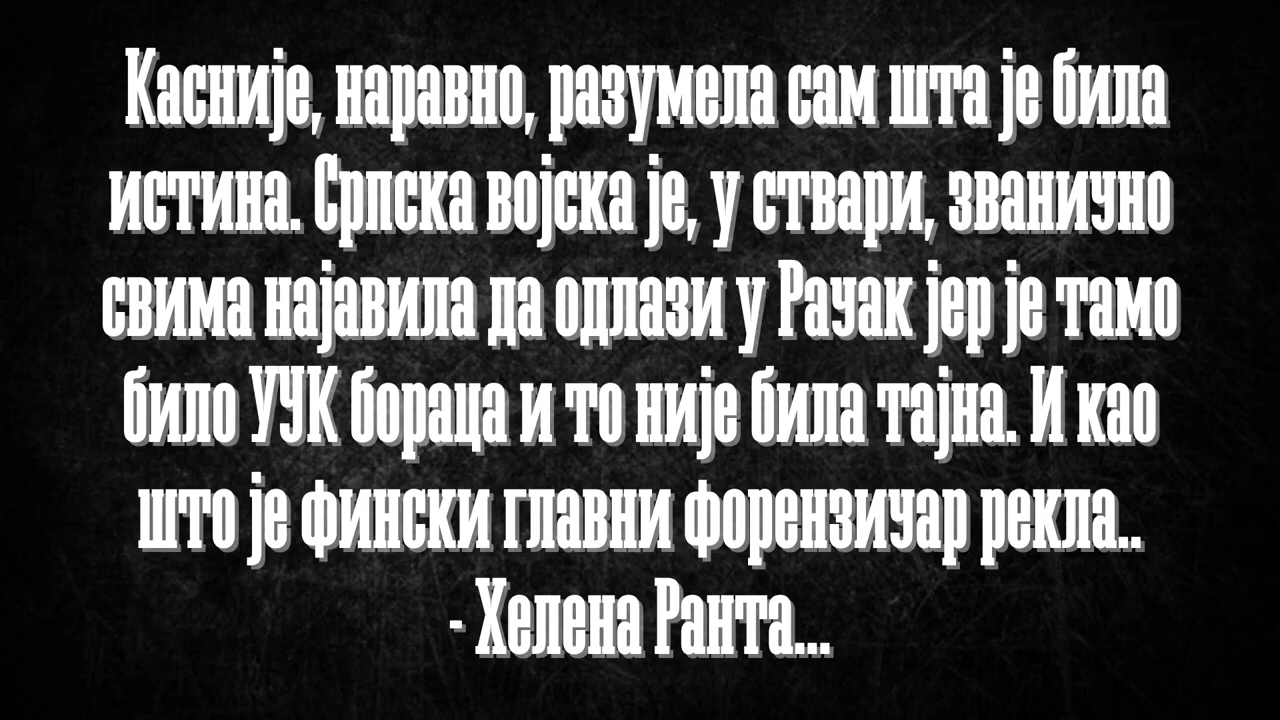 Касније, наравно, разумела сам шта је била
истина. Српска војска је, у ствари, званично
свима најавила да одлази у Рачак јер је тамо
било УЧК бораца и то није била тајна. И као
што је фински главни форензичар рекла..
- Хелена Ранта...